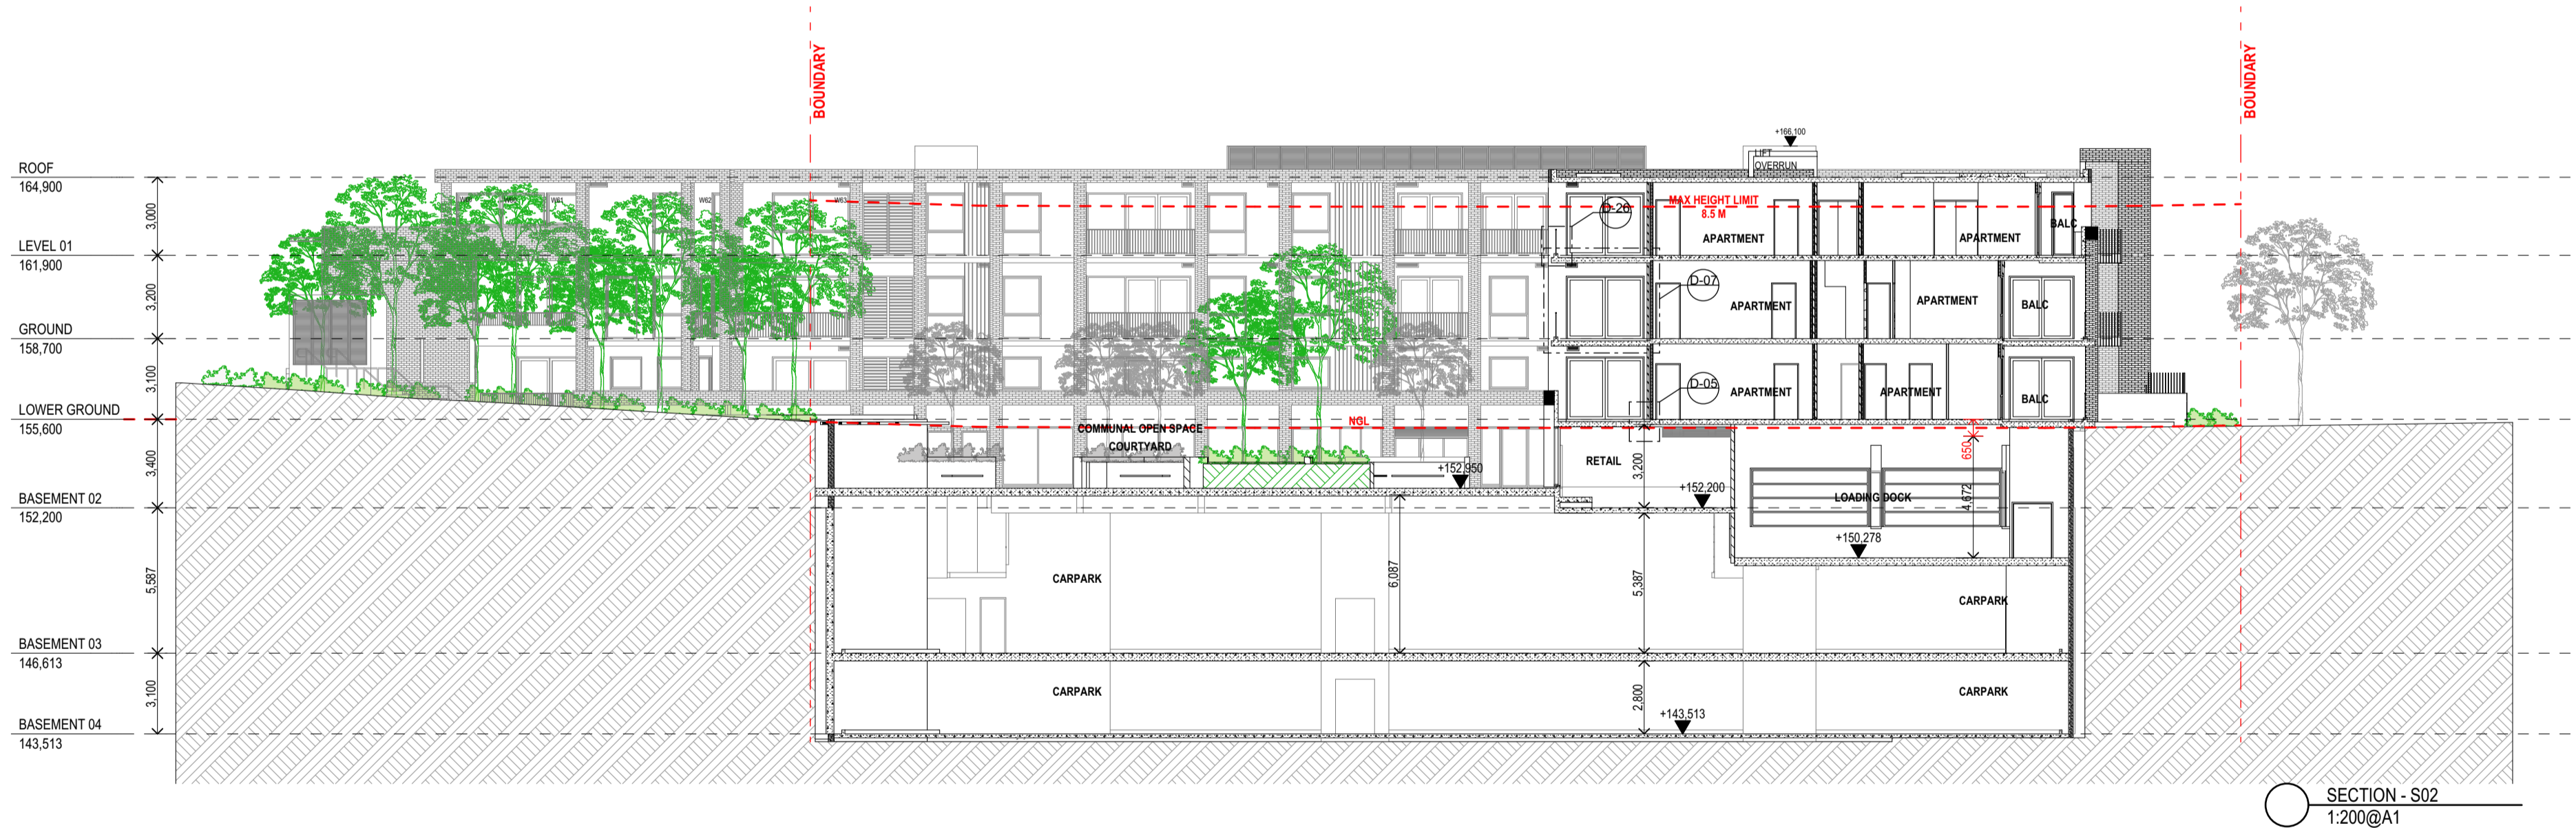 BOUNDARY
BOUNDARY
+166,100
LIFT
OVERRUN
ROOF
164,900
3,000
W61
W62
W63
MAX HEIGHT LIMIT
8.5 M
D-26
APARTMENT
APARTMENT
BALC
LEVEL 01
161,900
3,200
D-07
APARTMENT
APARTMENT
BALC
GROUND
158,700
3,100
D-05
APARTMENT
APARTMENT
BALC
LOWER GROUND
155,600
NGL
COMMUNAL OPEN SPACE
COURTYARD
3,400
+152,950
RETAIL
3,200
650
+152,200
LOADING DOCK
4,672
BASEMENT 02
152,200
+150,278
5,587
CARPARK
6,087
5,387
CARPARK
BASEMENT 03
146,613
3,100
CARPARK
2,800
CARPARK
+143,513
BASEMENT 04
143,513
SECTION - S02
1:200@A1